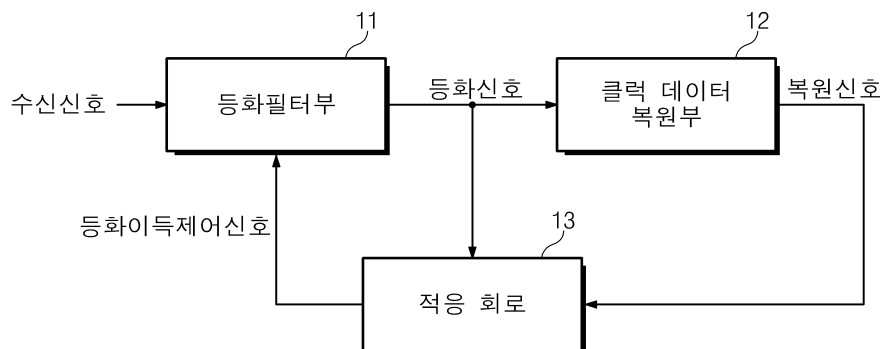 11
12
수신신호
등화필터부
등화신호
클럭 데이터
복원부
복원신호
등화이득제어신호
13
적응 회로